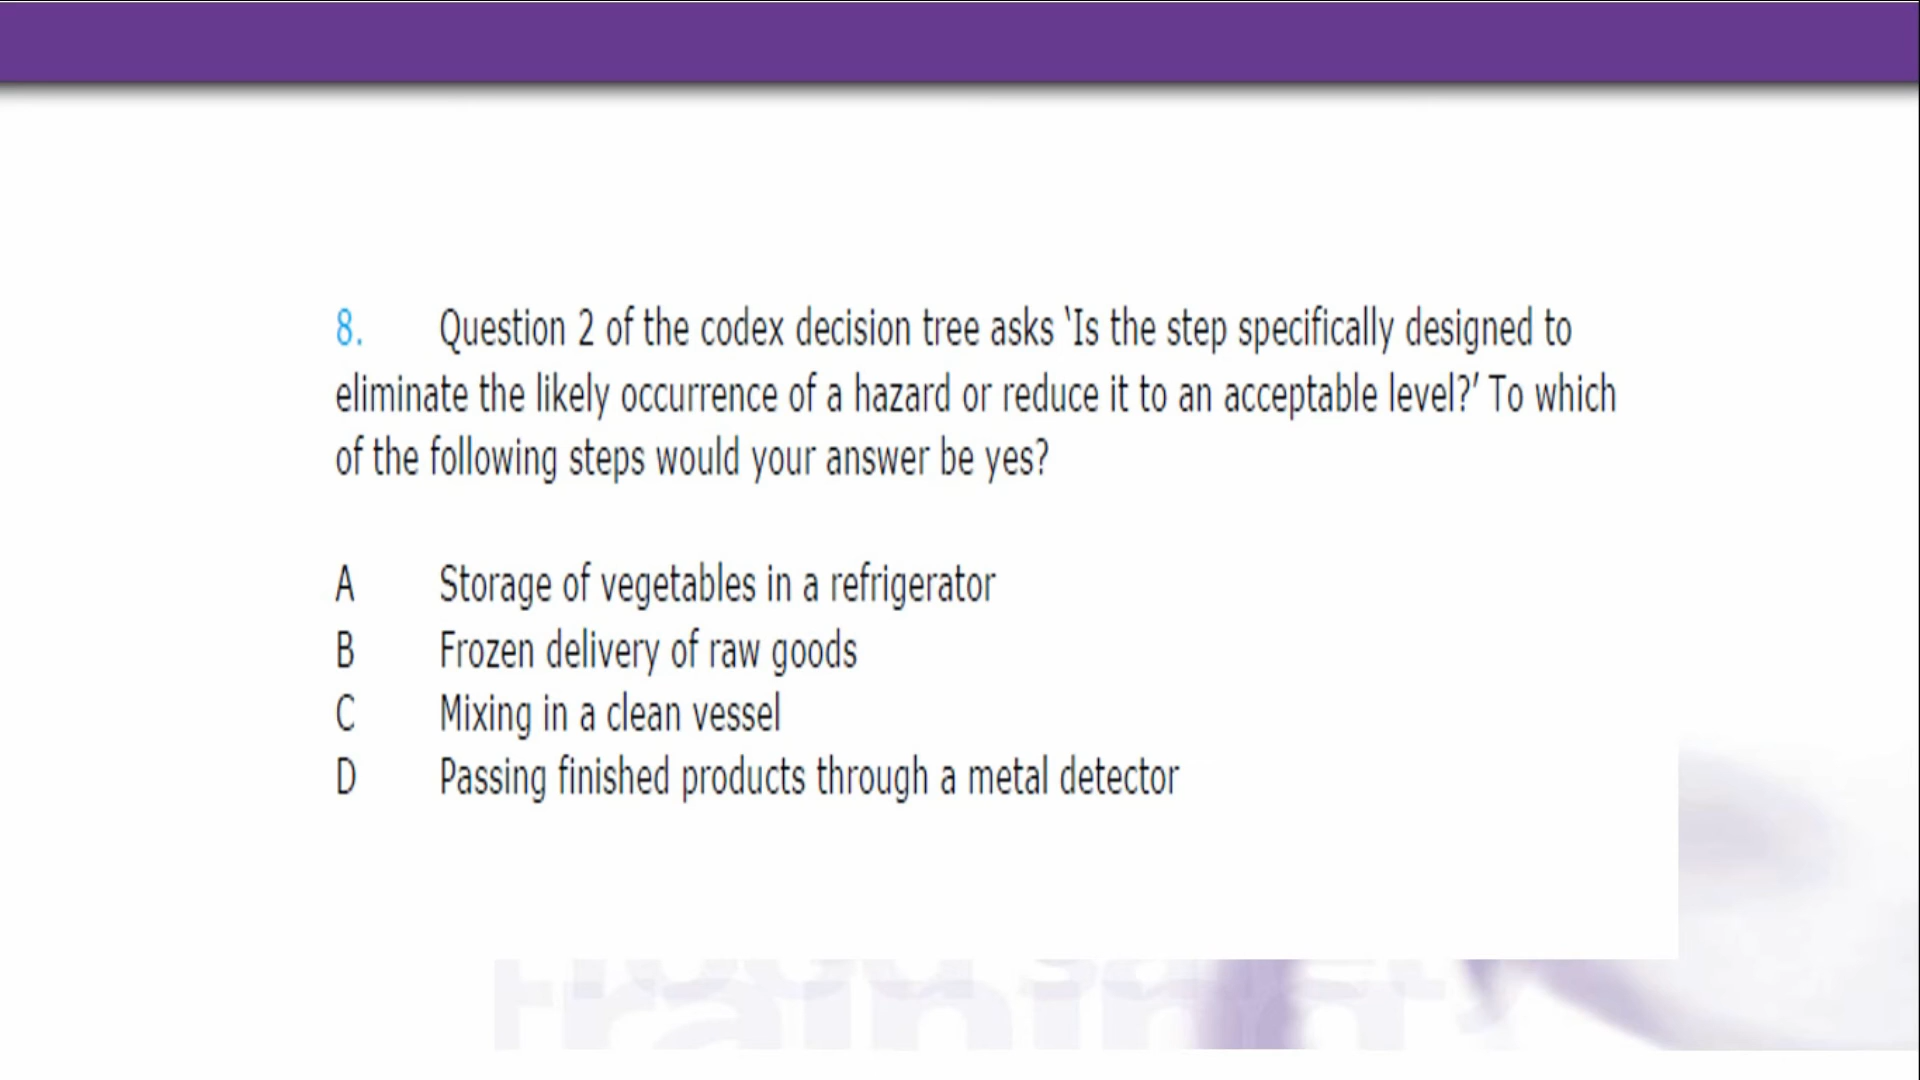 8. Question 2 of the codex decision tree asks ‘Is the step specifically designed to
eliminate the likely occurrence of a hazard or reduce it to an acceptable level?’ To which
of the following steps would your answer be yes?
A Storage of vegetables in a refrigerator
B Frozen delivery of raw goods
C Mixing in a clean vessel
D Passing finished products through a metal detector
training